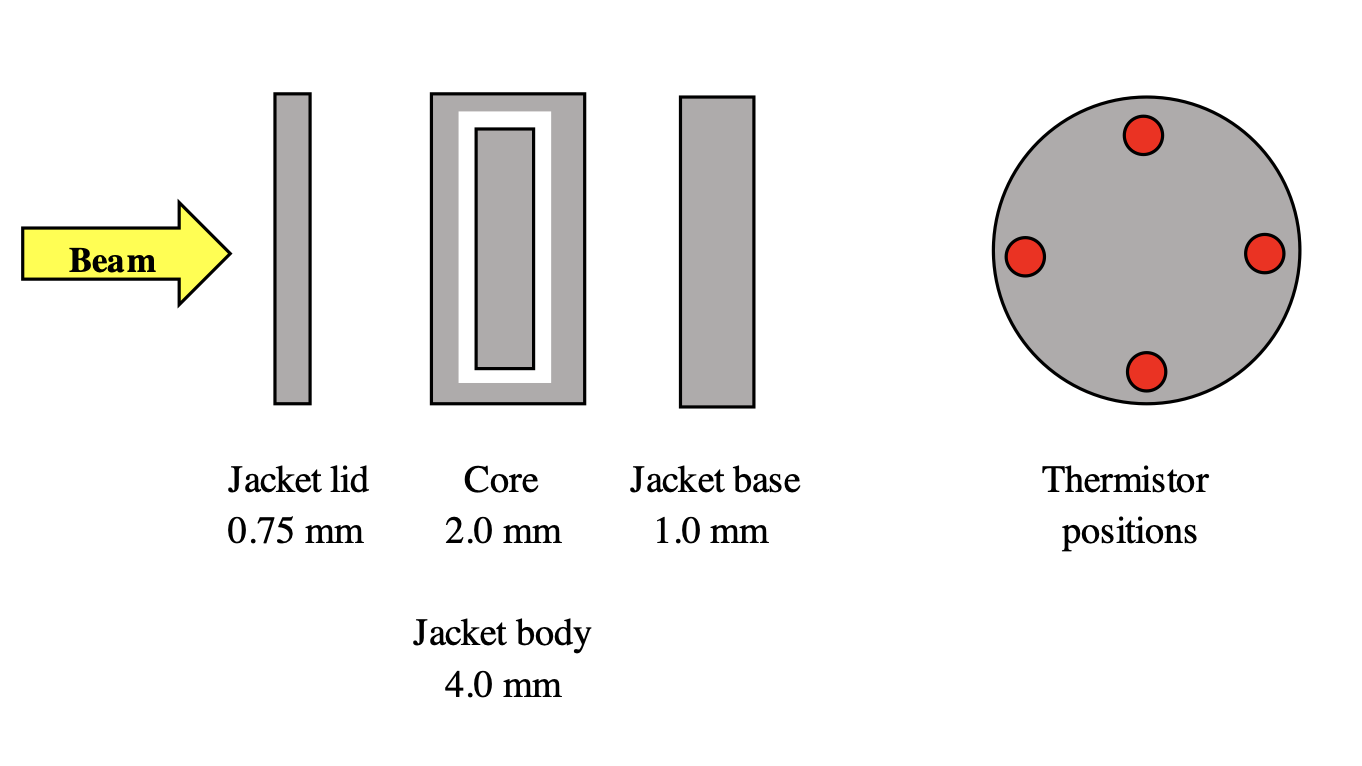 Beam
Jacket lid
0.75 mm
Core
2.0 mm
Jacket base
1.0 mm
Thermistor
positions
Jacket body
4.0 mm